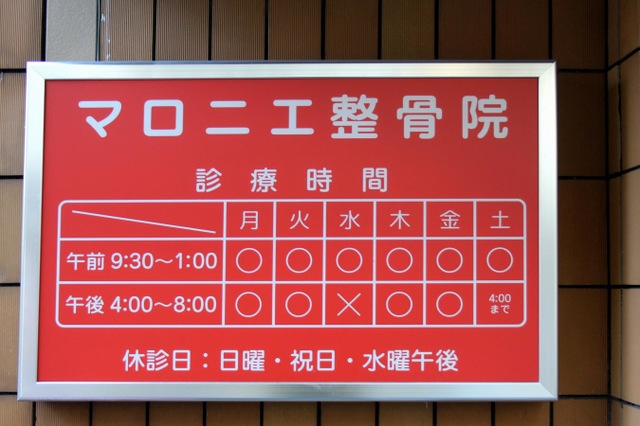 マロニエ整骨院
診療時間
月 火 水 木 金 土
午前 9:30～1:00 ○ ○ ○ ○ ○ ○
午後 4:00～8:00 ○ ○ × ○ ○ 4:00まで
休診日：日曜・祝日・水曜午後